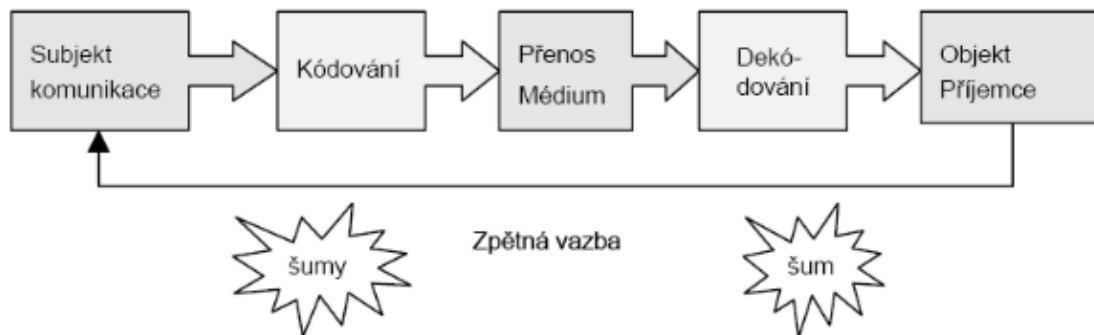 Subjekt
komunikace
Kódování
Přenos
Médium
Dekó-
dování
Objekt
Příjemce
Zpětná vazba
šumy
šum